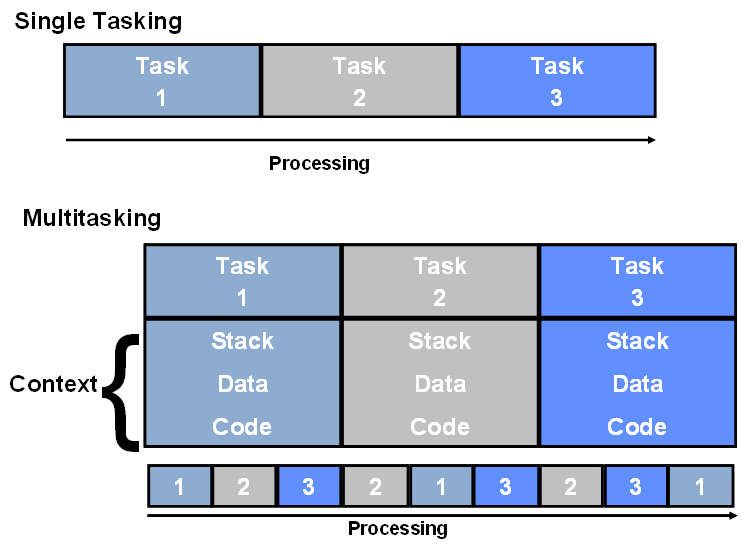 Single Tasking
Task Task Task
1 2 3
Processing
Multitasking
Task Task Task
1 2 3
Stack Stack Stack
Context Data Data Data
Code Code Code
1 2 3 2 1 3 2 3 1
Processing